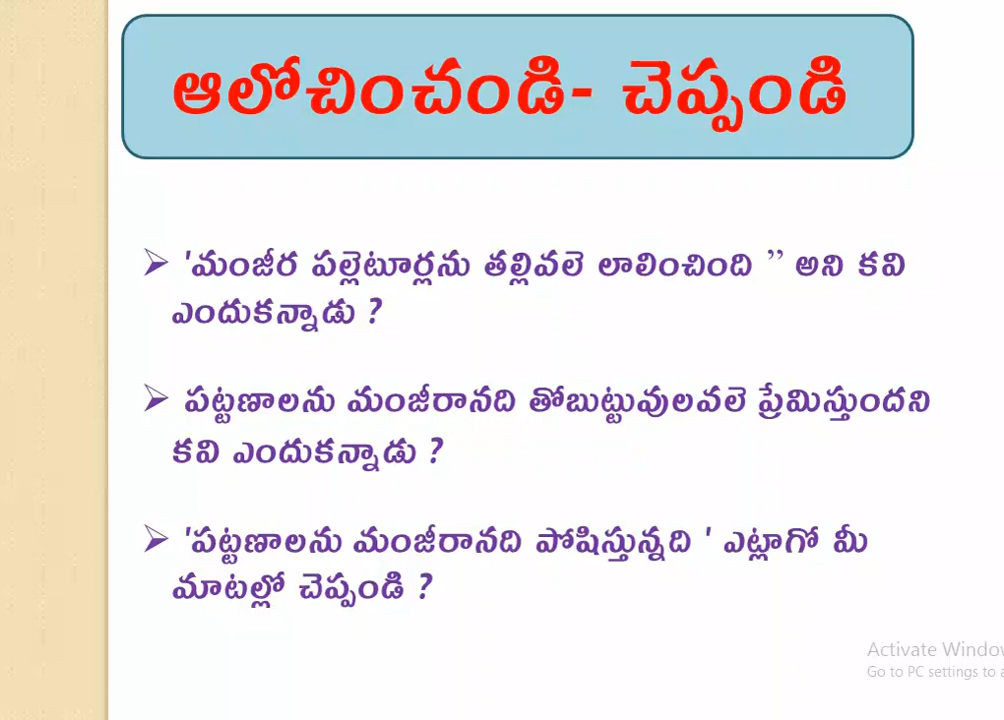 ఆలోచించండి- చెప్పండి
➢ 'మంజీర పల్లెటూర్లను తల్లివలె లాలించింది ” అని కవి
ఎందుకన్నాడు ?
➢ పట్టణాలను మంజీరానది తోబుట్టువులవలె ప్రేమిస్తుందని
కవి ఎందుకన్నాడు ?
➢ 'పట్టణాలను మంజీరానది పోషిస్తున్నది ' ఎట్లాగో మీ
మాటల్లో చెప్పండి ?
Activate Window
Go to PC settings to a